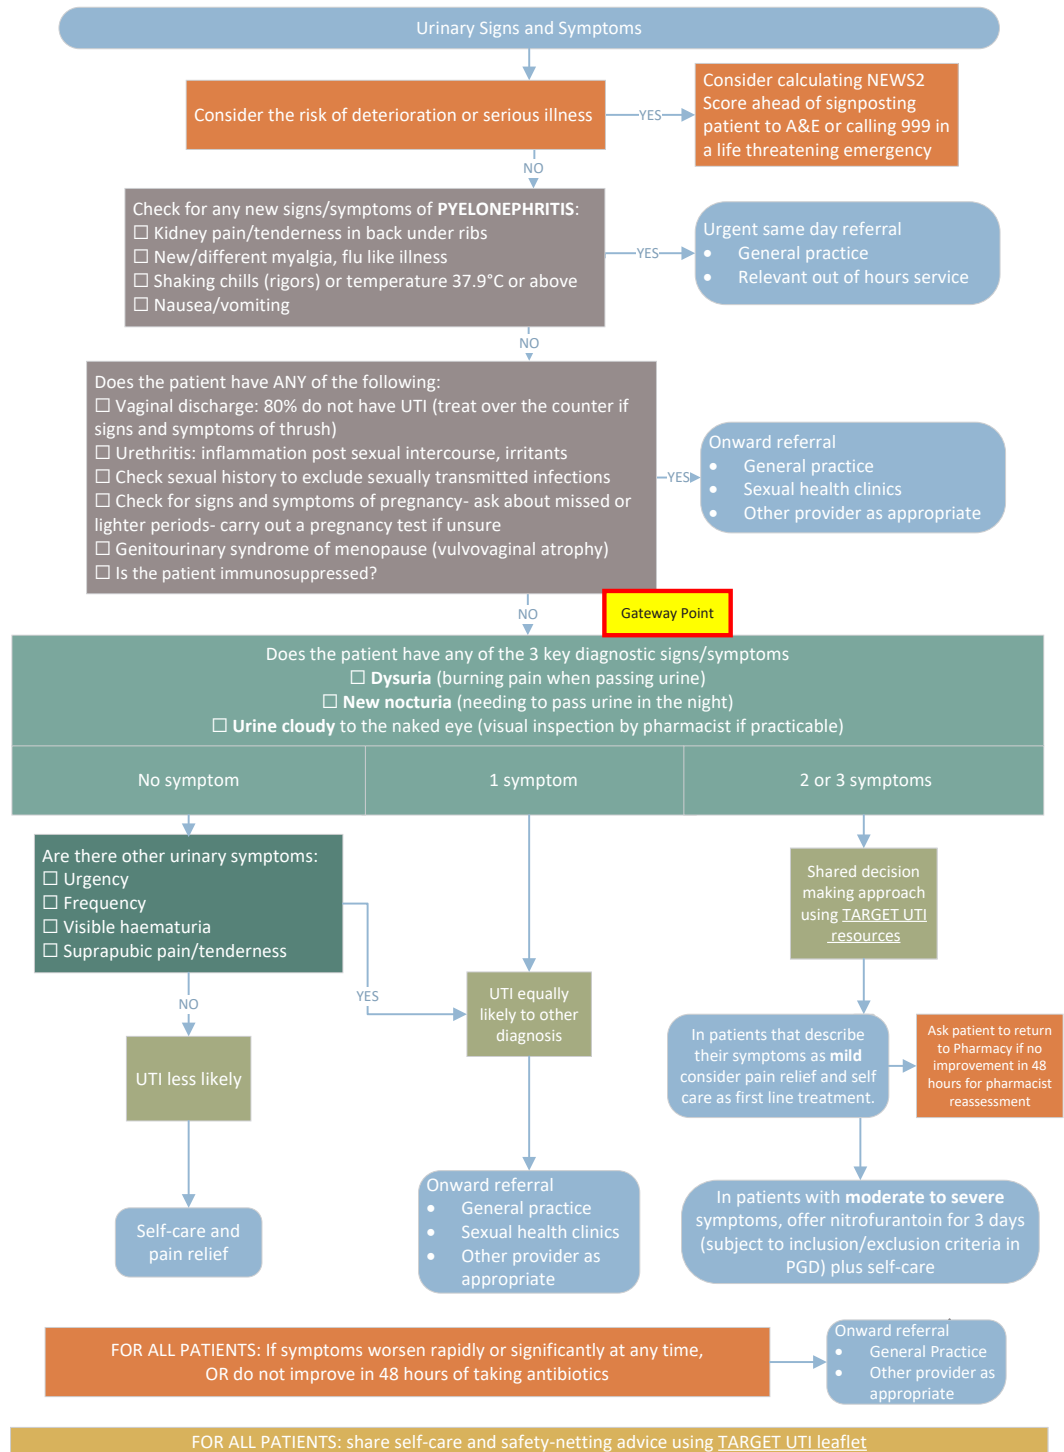 Urinary Signs and Symptoms
Consider the risk of deterioration or serious illness
YES
Consider calculating NEWS2
Score ahead of signposting
patient to A&E or calling 999 in
a life threatening emergency
NO
Check for any new signs/symptoms of PYELONEPHRITIS:
☐ Kidney pain/tenderness in back under ribs
☐ New/different myalgia, flu like illness
☐ Shaking chills (rigors) or temperature 37.9°C or above
☐ Nausea/vomiting
YES
Urgent same day referral
• General practice
• Relevant out of hours service
NO
Does the patient have ANY of the following:
☐ Vaginal discharge: 80% do not have UTI (treat over the counter if
signs and symptoms of thrush)
☐ Urethritis: inflammation post sexual intercourse, irritants
☐ Check sexual history to exclude sexually transmitted infections
☐ Check for signs and symptoms of pregnancy- ask about missed or
lighter periods- carry out a pregnancy test if unsure
☐ Genitourinary syndrome of menopause (vulvovaginal atrophy)
☐ Is the patient immunosuppressed?
YES
Onward referral
• General practice
• Sexual health clinics
• Other provider as appropriate
NO
Gateway Point
Does the patient have any of the 3 key diagnostic signs/symptoms
☐ Dysuria (burning pain when passing urine)
☐ New nocturia (needing to pass urine in the night)
☐ Urine cloudy to the naked eye (visual inspection by pharmacist if practicable)
No symptom
1 symptom
2 or 3 symptoms
Are there other urinary symptoms:
☐ Urgency
☐ Frequency
☐ Visible haematuria
☐ Suprapubic pain/tenderness
NO
YES
UTI less likely
Self-care and
pain relief
UTI equally
likely to other
diagnosis
Onward referral
• General practice
• Sexual health clinics
• Other provider as
appropriate
Shared decision
making approach
using TARGET UTI
resources
In patients that describe
their symptoms as mild
consider pain relief and self
care as first line treatment.
Ask patient to return
to Pharmacy if no
improvement in 48
hours for pharmacist
reassessment
In patients with moderate to severe
symptoms, offer nitrofurantoin for 3 days
(subject to inclusion/exclusion criteria in
PGD) plus self-care
FOR ALL PATIENTS: If symptoms worsen rapidly or significantly at any time,
OR do not improve in 48 hours of taking antibiotics
Onward referral
• General Practice
• Other provider as
appropriate
FOR ALL PATIENTS: share self-care and safety-netting advice using TARGET UTI leaflet